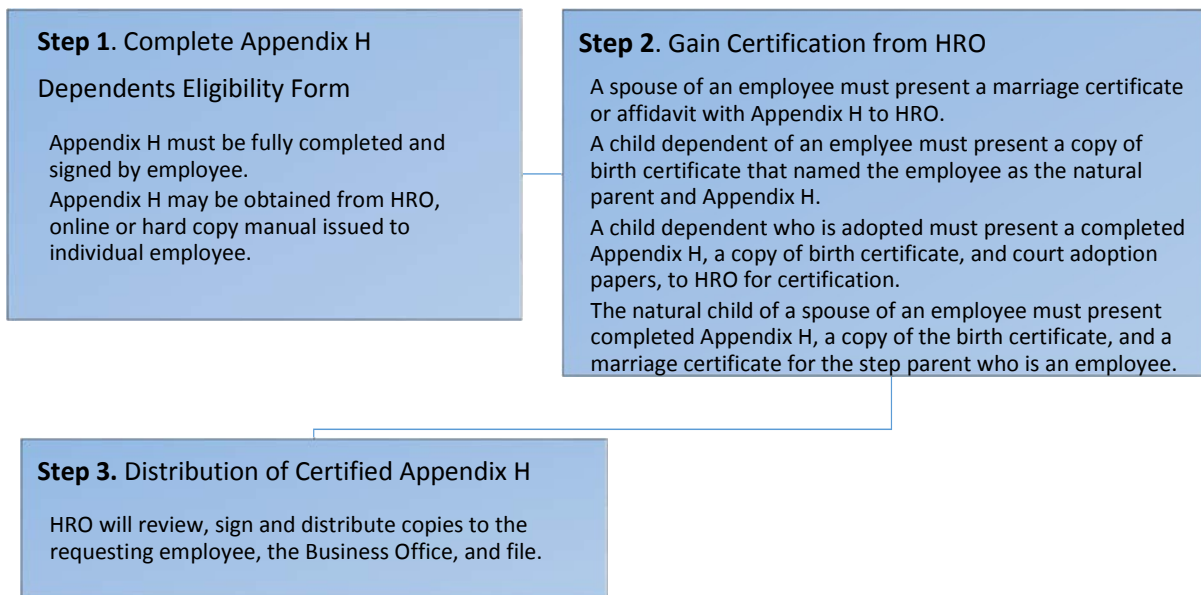 Step 1. Complete Appendix H
Dependents Eligibility Form
Appendix H must be fully completed and
signed by employee.
Appendix H may be obtained from HRO,
online or hard copy manual issued to
individual employee.
Step 2. Gain Certification from HRO
A spouse of an employee must present a marriage certificate
or affidavit with Appendix H to HRO.
A child dependent of an emplyee must present a copy of
birth certificate that named the employee as the natural
parent and Appendix H.
A child dependent who is adopted must present a completed
Appendix H, a copy of birth certificate, and court adoption
papers, to HRO for certification.
The natural child of a spouse of an employee must present
completed Appendix H, a copy of the birth certificate, and a
marriage certificate for the step parent who is an employee.
Step 3. Distribution of Certified Appendix H
HRO will review, sign and distribute copies to the
requesting employee, the Business Office, and file.